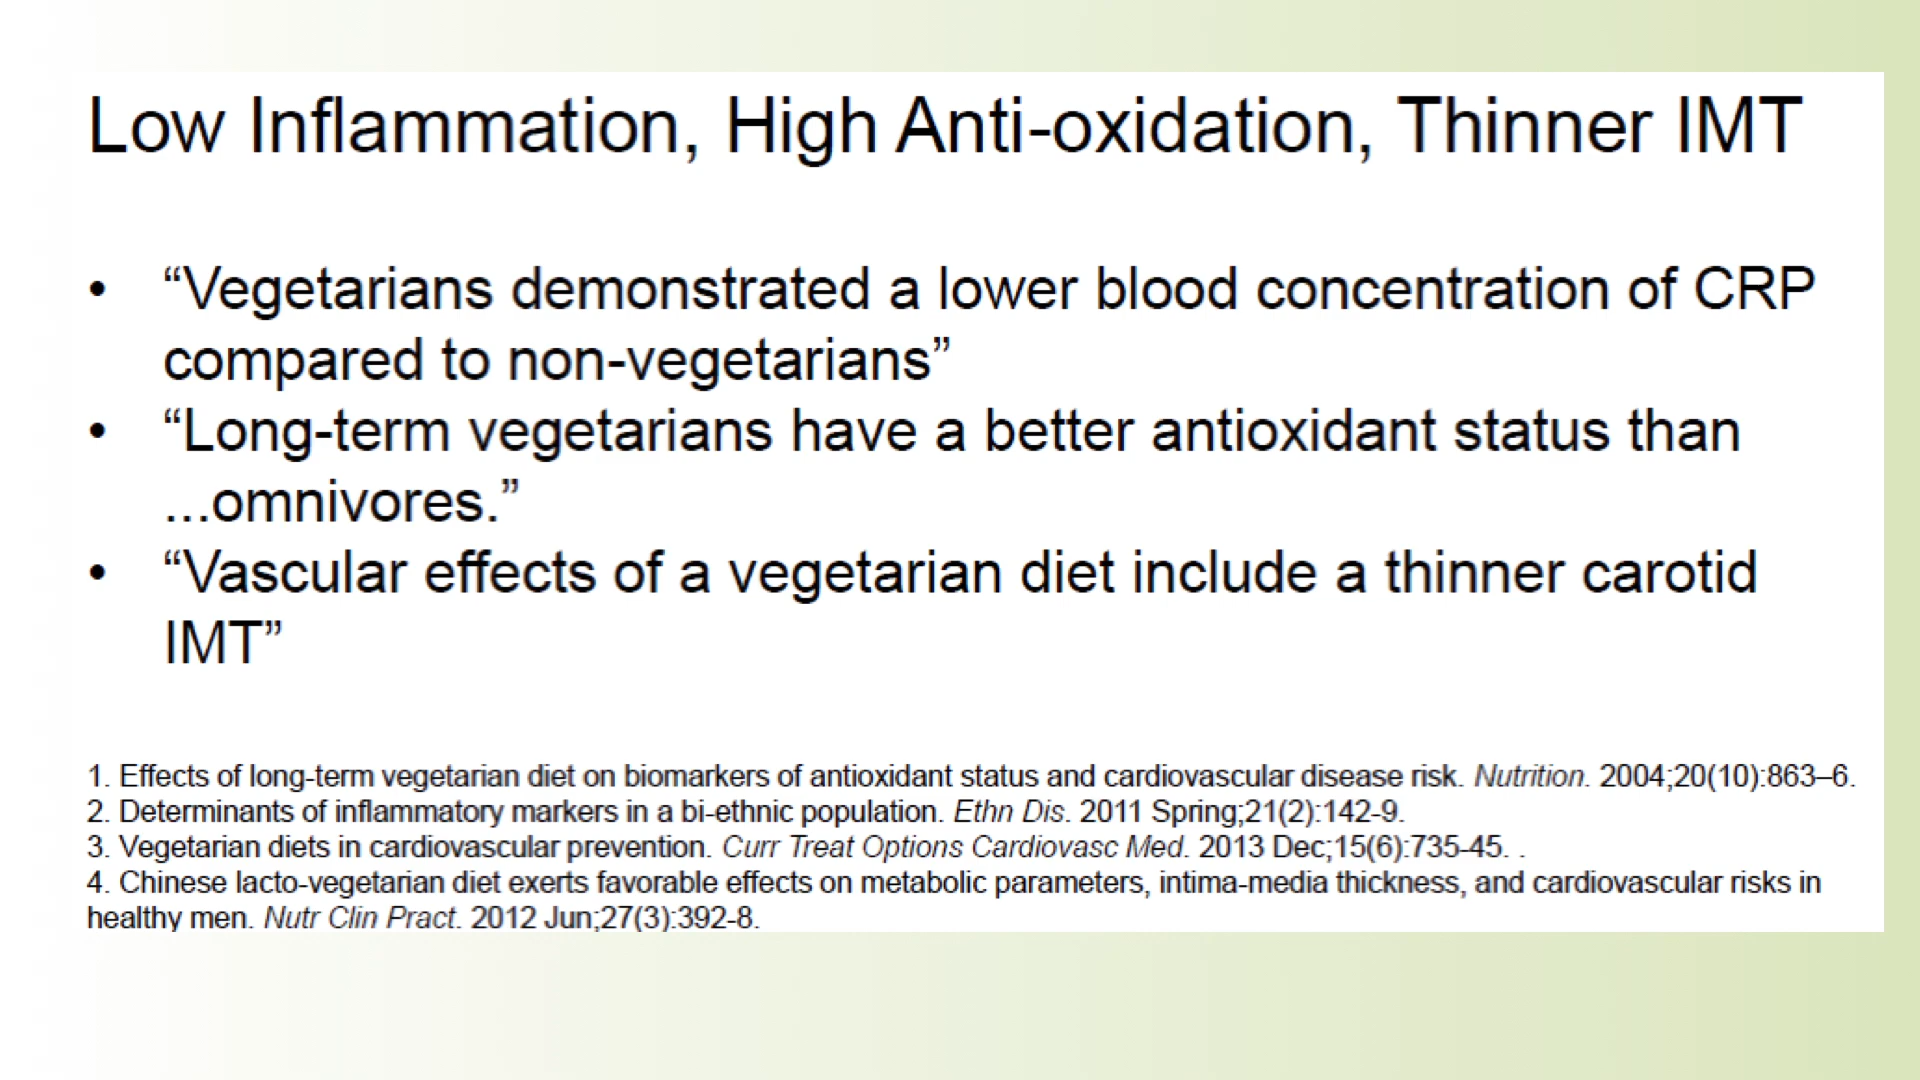 Low Inflammation, High Anti-oxidation, Thinner IMT
• “Vegetarians demonstrated a lower blood concentration of CRP
compared to non-vegetarians”
• “Long-term vegetarians have a better antioxidant status than
...omnivores.”
• “Vascular effects of a vegetarian diet include a thinner carotid
IMT”
1. Effects of long-term vegetarian diet on biomarkers of antioxidant status and cardiovascular disease risk. Nutrition. 2004;20(10):863–6.
2. Determinants of inflammatory markers in a bi-ethnic population. Ethn Dis. 2011 Spring;21(2):142-9.
3. Vegetarian diets in cardiovascular prevention. Curr Treat Options Cardiovasc Med. 2013 Dec;15(6):735-45. .
4. Chinese lacto-vegetarian diet exerts favorable effects on metabolic parameters, intima-media thickness, and cardiovascular risks in
healthy men. Nutr Clin Pract. 2012 Jun;27(3):392-8.